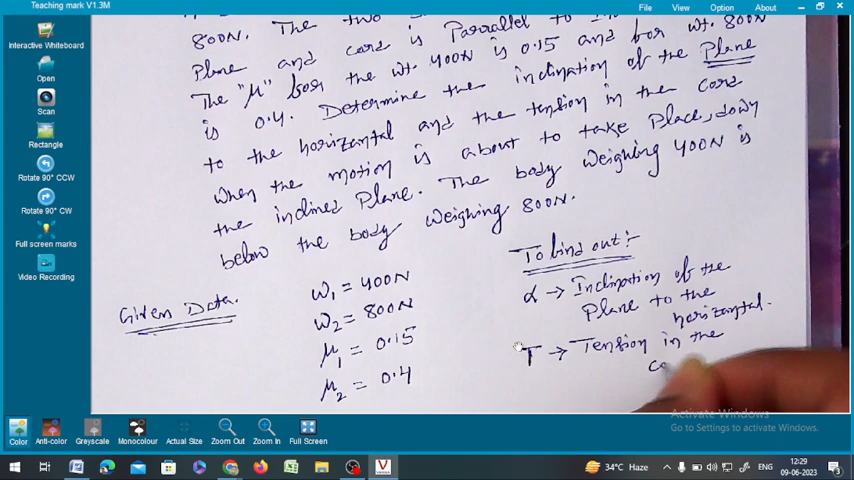 Teaching mark V1.3M
File View About
Interactive Whiteboard
Open
Scan
Rectangle
Rotate 90° CCW
Rotate 90° CW
Full screen marks
Video Recording
800N. The two
Plane and cord is Parrallel to
The "μ" for the wt. 400N is 0.15 and for wt. 800N
is 0.4. Determine the inclination of the Plane
to the horizontal and the tension in the cord
when the motion is about to take Place, down
the inclined Plane. The body weighing 400N is
below the body weighing 800N.
Given Data.
W1 = 400N
W2 = 800N
μ1 = 0.15
μ2 = 0.4
To find out:-
α → Inclination of the
Plane to the
horizontal.
T → Tension in the
co
Activate Windows
Go to Settings to activate Windows.
Color Anti-color Greyscale Monocolour Actual Size Zoom Out Zoom In Full Screen
34°C Haze
ENG
12:29
09-06-2023